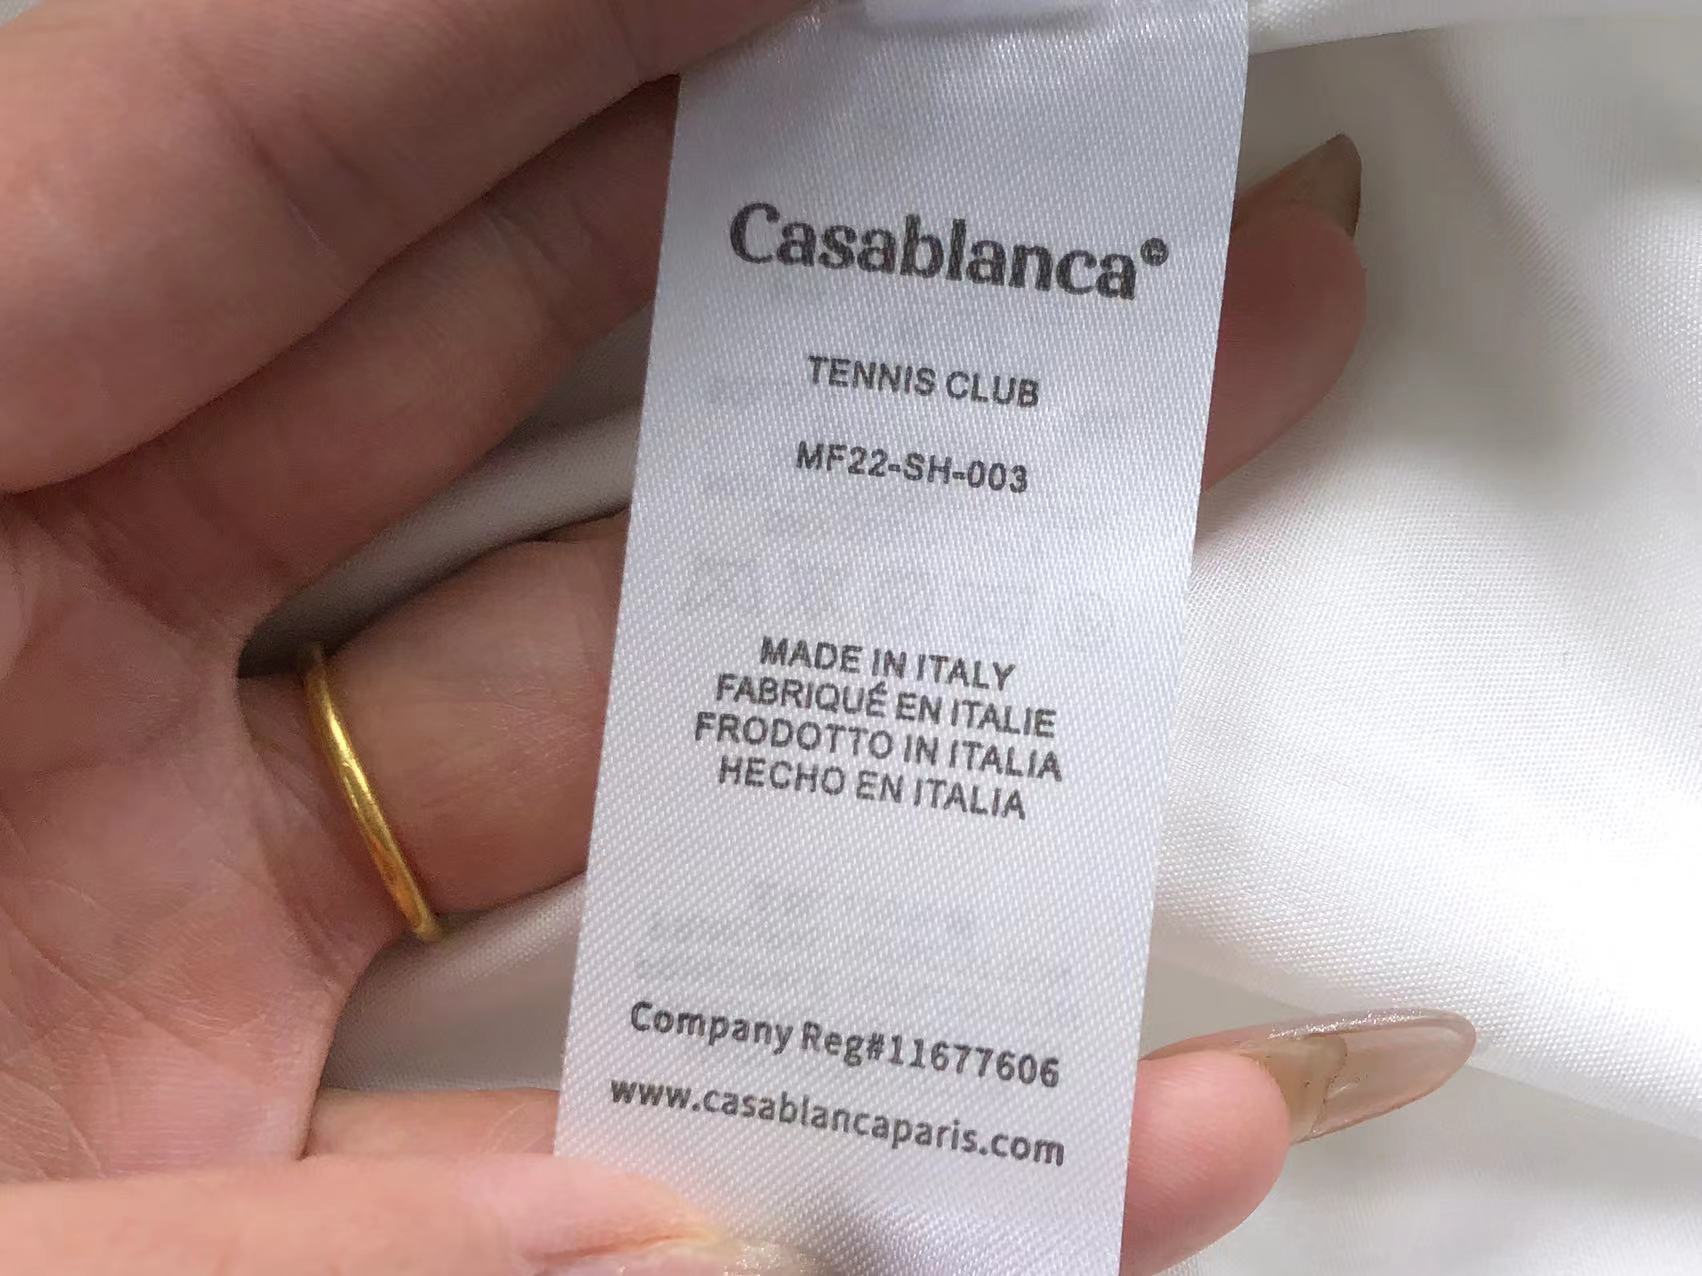 Casablanca
TENNIS CLUB
MF22-SH-003
MADE IN ITALY
FABRIQUÉ EN ITALIE
FRODOTTO IN ITALIA
HECHO EN ITALIA
Company Reg#11677606
www.casablancaparis.com